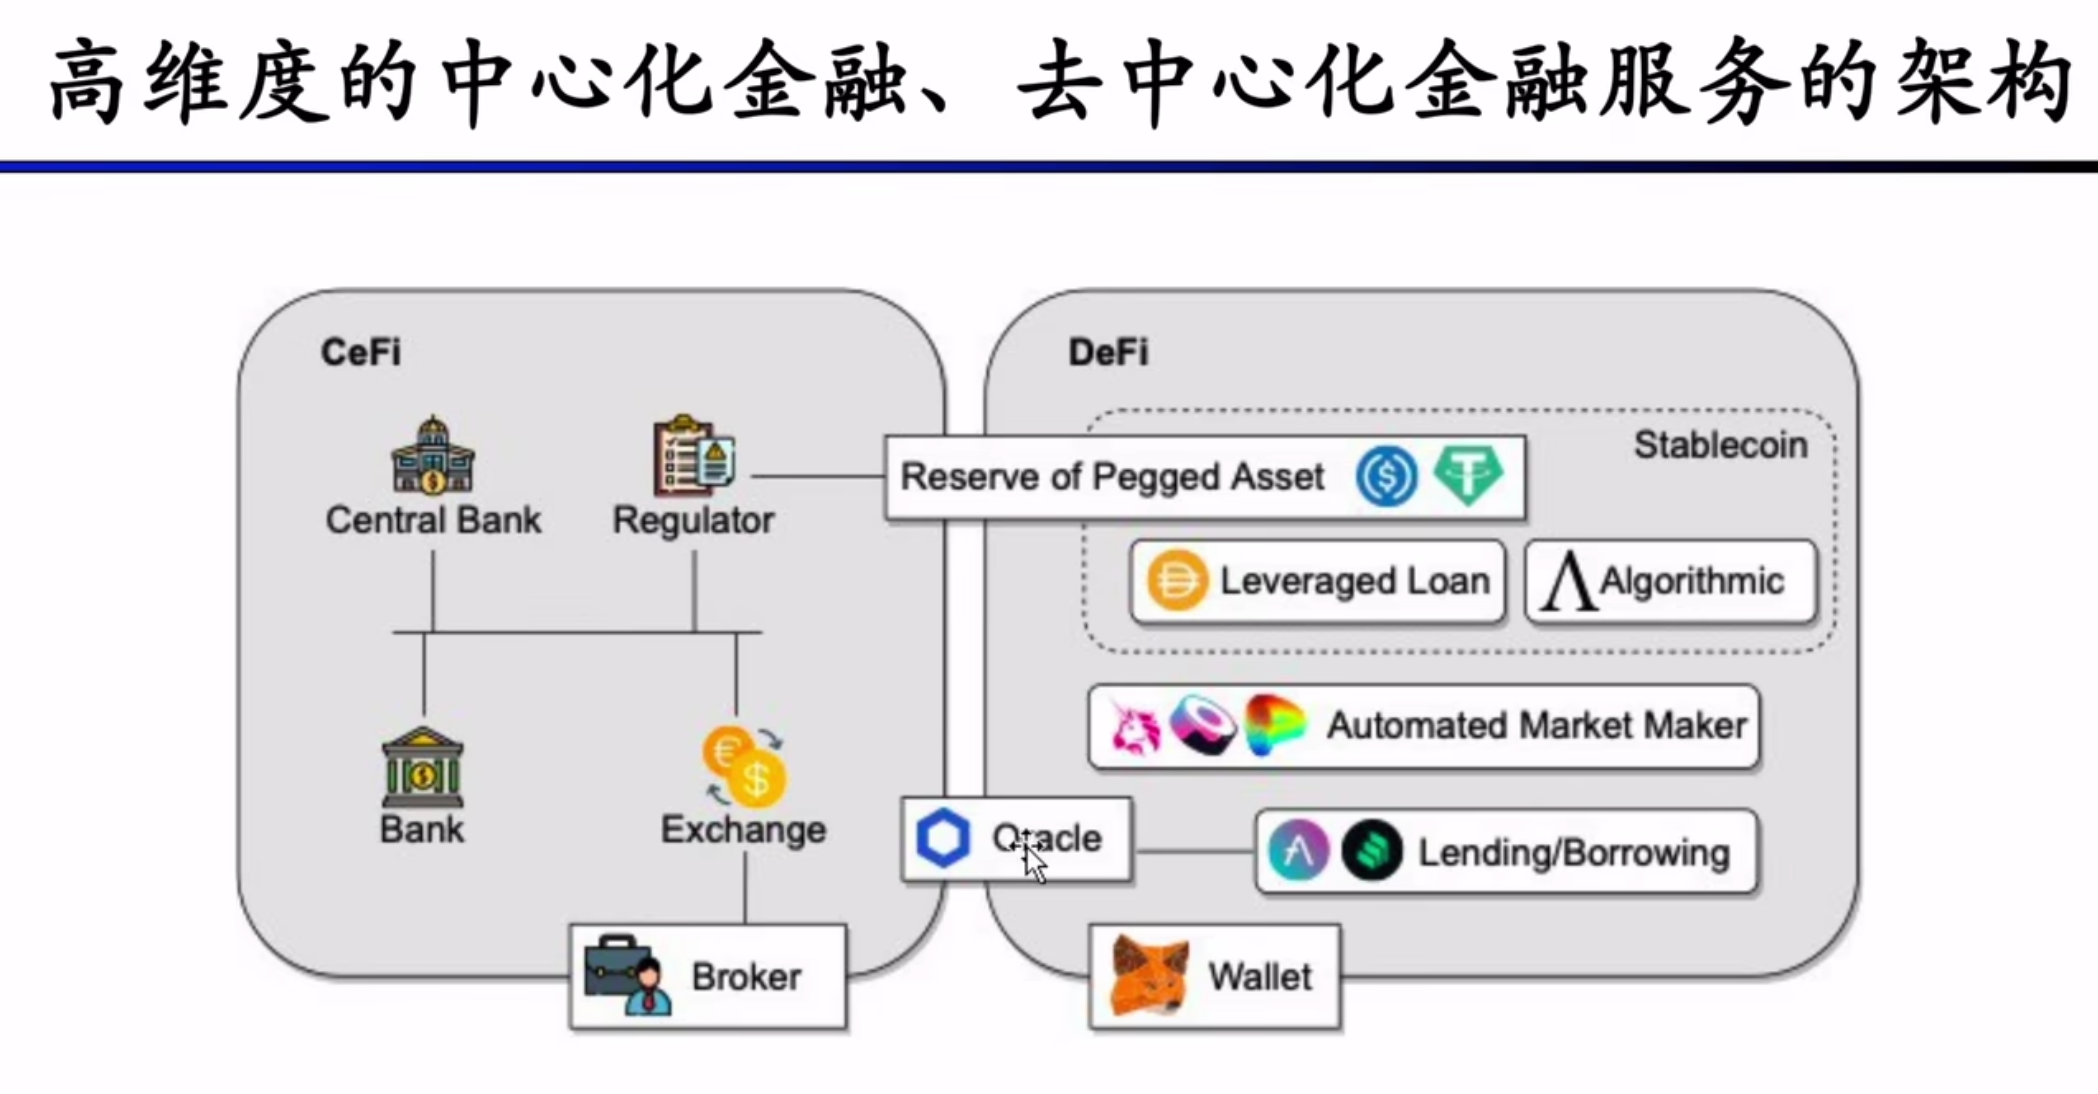 高维度的中心化金融、去中心化金融服务的架构
CeFi
Central Bank
Regulator
Bank
Exchange
Broker
DeFi
Reserve of Pegged Asset
Stablecoin
Leveraged Loan
Algorithmic
Automated Market Maker
Oracle
Lending/Borrowing
Wallet